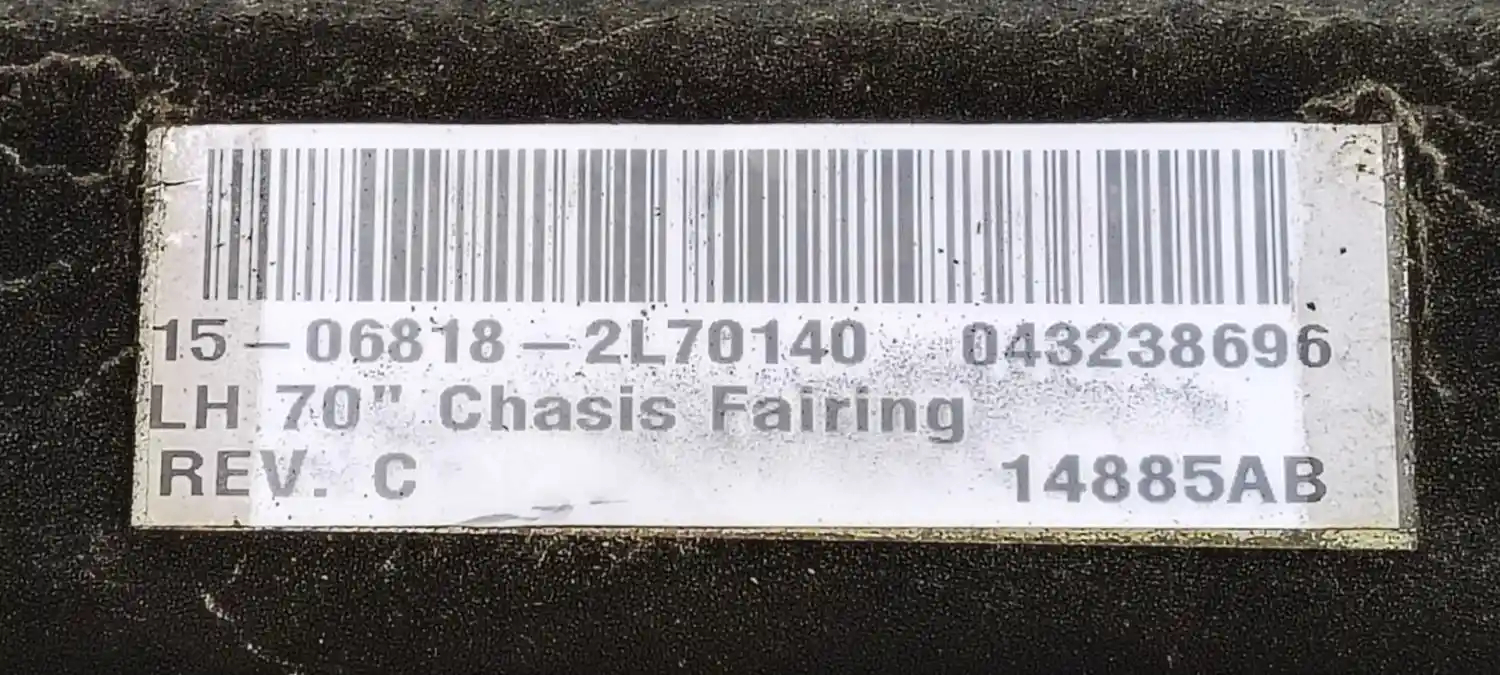 15-06818-2L70140 043238696
LH 70" Chasis Fairing
REV. C 14885AB